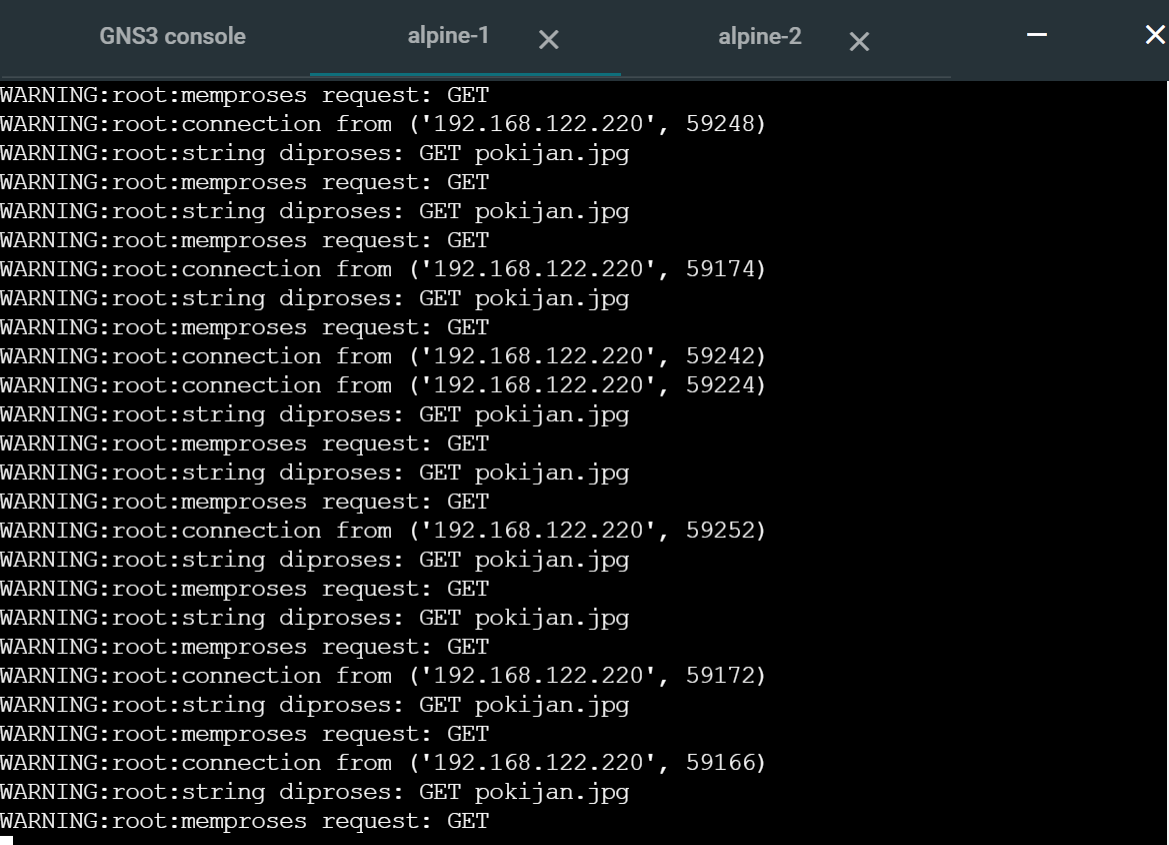 GNS3 console alpine-1 alpine-2
WARNING:root:memproses request: GET
WARNING:root:connection from ('192.168.122.220', 59248)
WARNING:root:string diproses: GET pokijan.jpg
WARNING:root:memproses request: GET
WARNING:root:string diproses: GET pokijan.jpg
WARNING:root:memproses request: GET
WARNING:root:connection from ('192.168.122.220', 59174)
WARNING:root:string diproses: GET pokijan.jpg
WARNING:root:memproses request: GET
WARNING:root:connection from ('192.168.122.220', 59242)
WARNING:root:connection from ('192.168.122.220', 59224)
WARNING:root:string diproses: GET pokijan.jpg
WARNING:root:memproses request: GET
WARNING:root:string diproses: GET pokijan.jpg
WARNING:root:memproses request: GET
WARNING:root:connection from ('192.168.122.220', 59252)
WARNING:root:string diproses: GET pokijan.jpg
WARNING:root:memproses request: GET
WARNING:root:string diproses: GET pokijan.jpg
WARNING:root:memproses request: GET
WARNING:root:connection from ('192.168.122.220', 59172)
WARNING:root:string diproses: GET pokijan.jpg
WARNING:root:memproses request: GET
WARNING:root:connection from ('192.168.122.220', 59166)
WARNING:root:string diproses: GET pokijan.jpg
WARNING:root:memproses request: GET